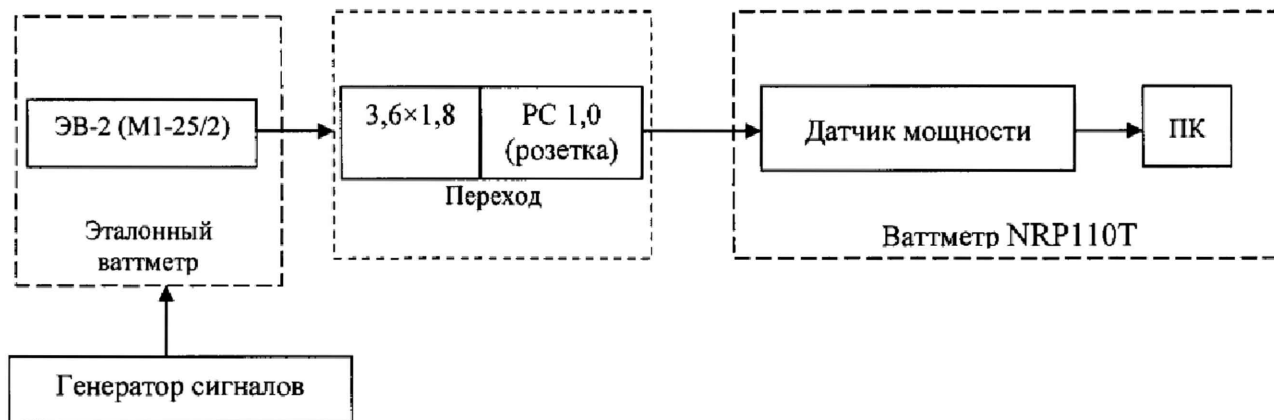 ЭВ-2 (М1-25/2)
3,6×1,8
РС 1,0
(розетка)
Переход
Датчик мощности
ПК
Эталонный
ваттметр
Ваттметр NRP110T
Генератор сигналов